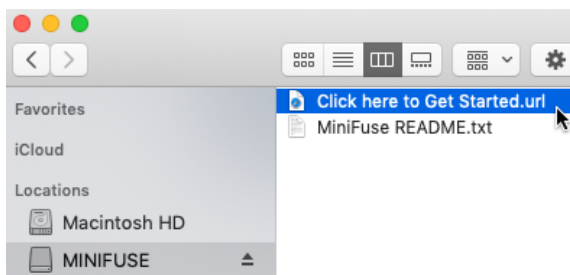 Favorites
iCloud
Locations
Macintosh HD
MINIFUSE
Click here to Get Started.url
MiniFuse README.txt